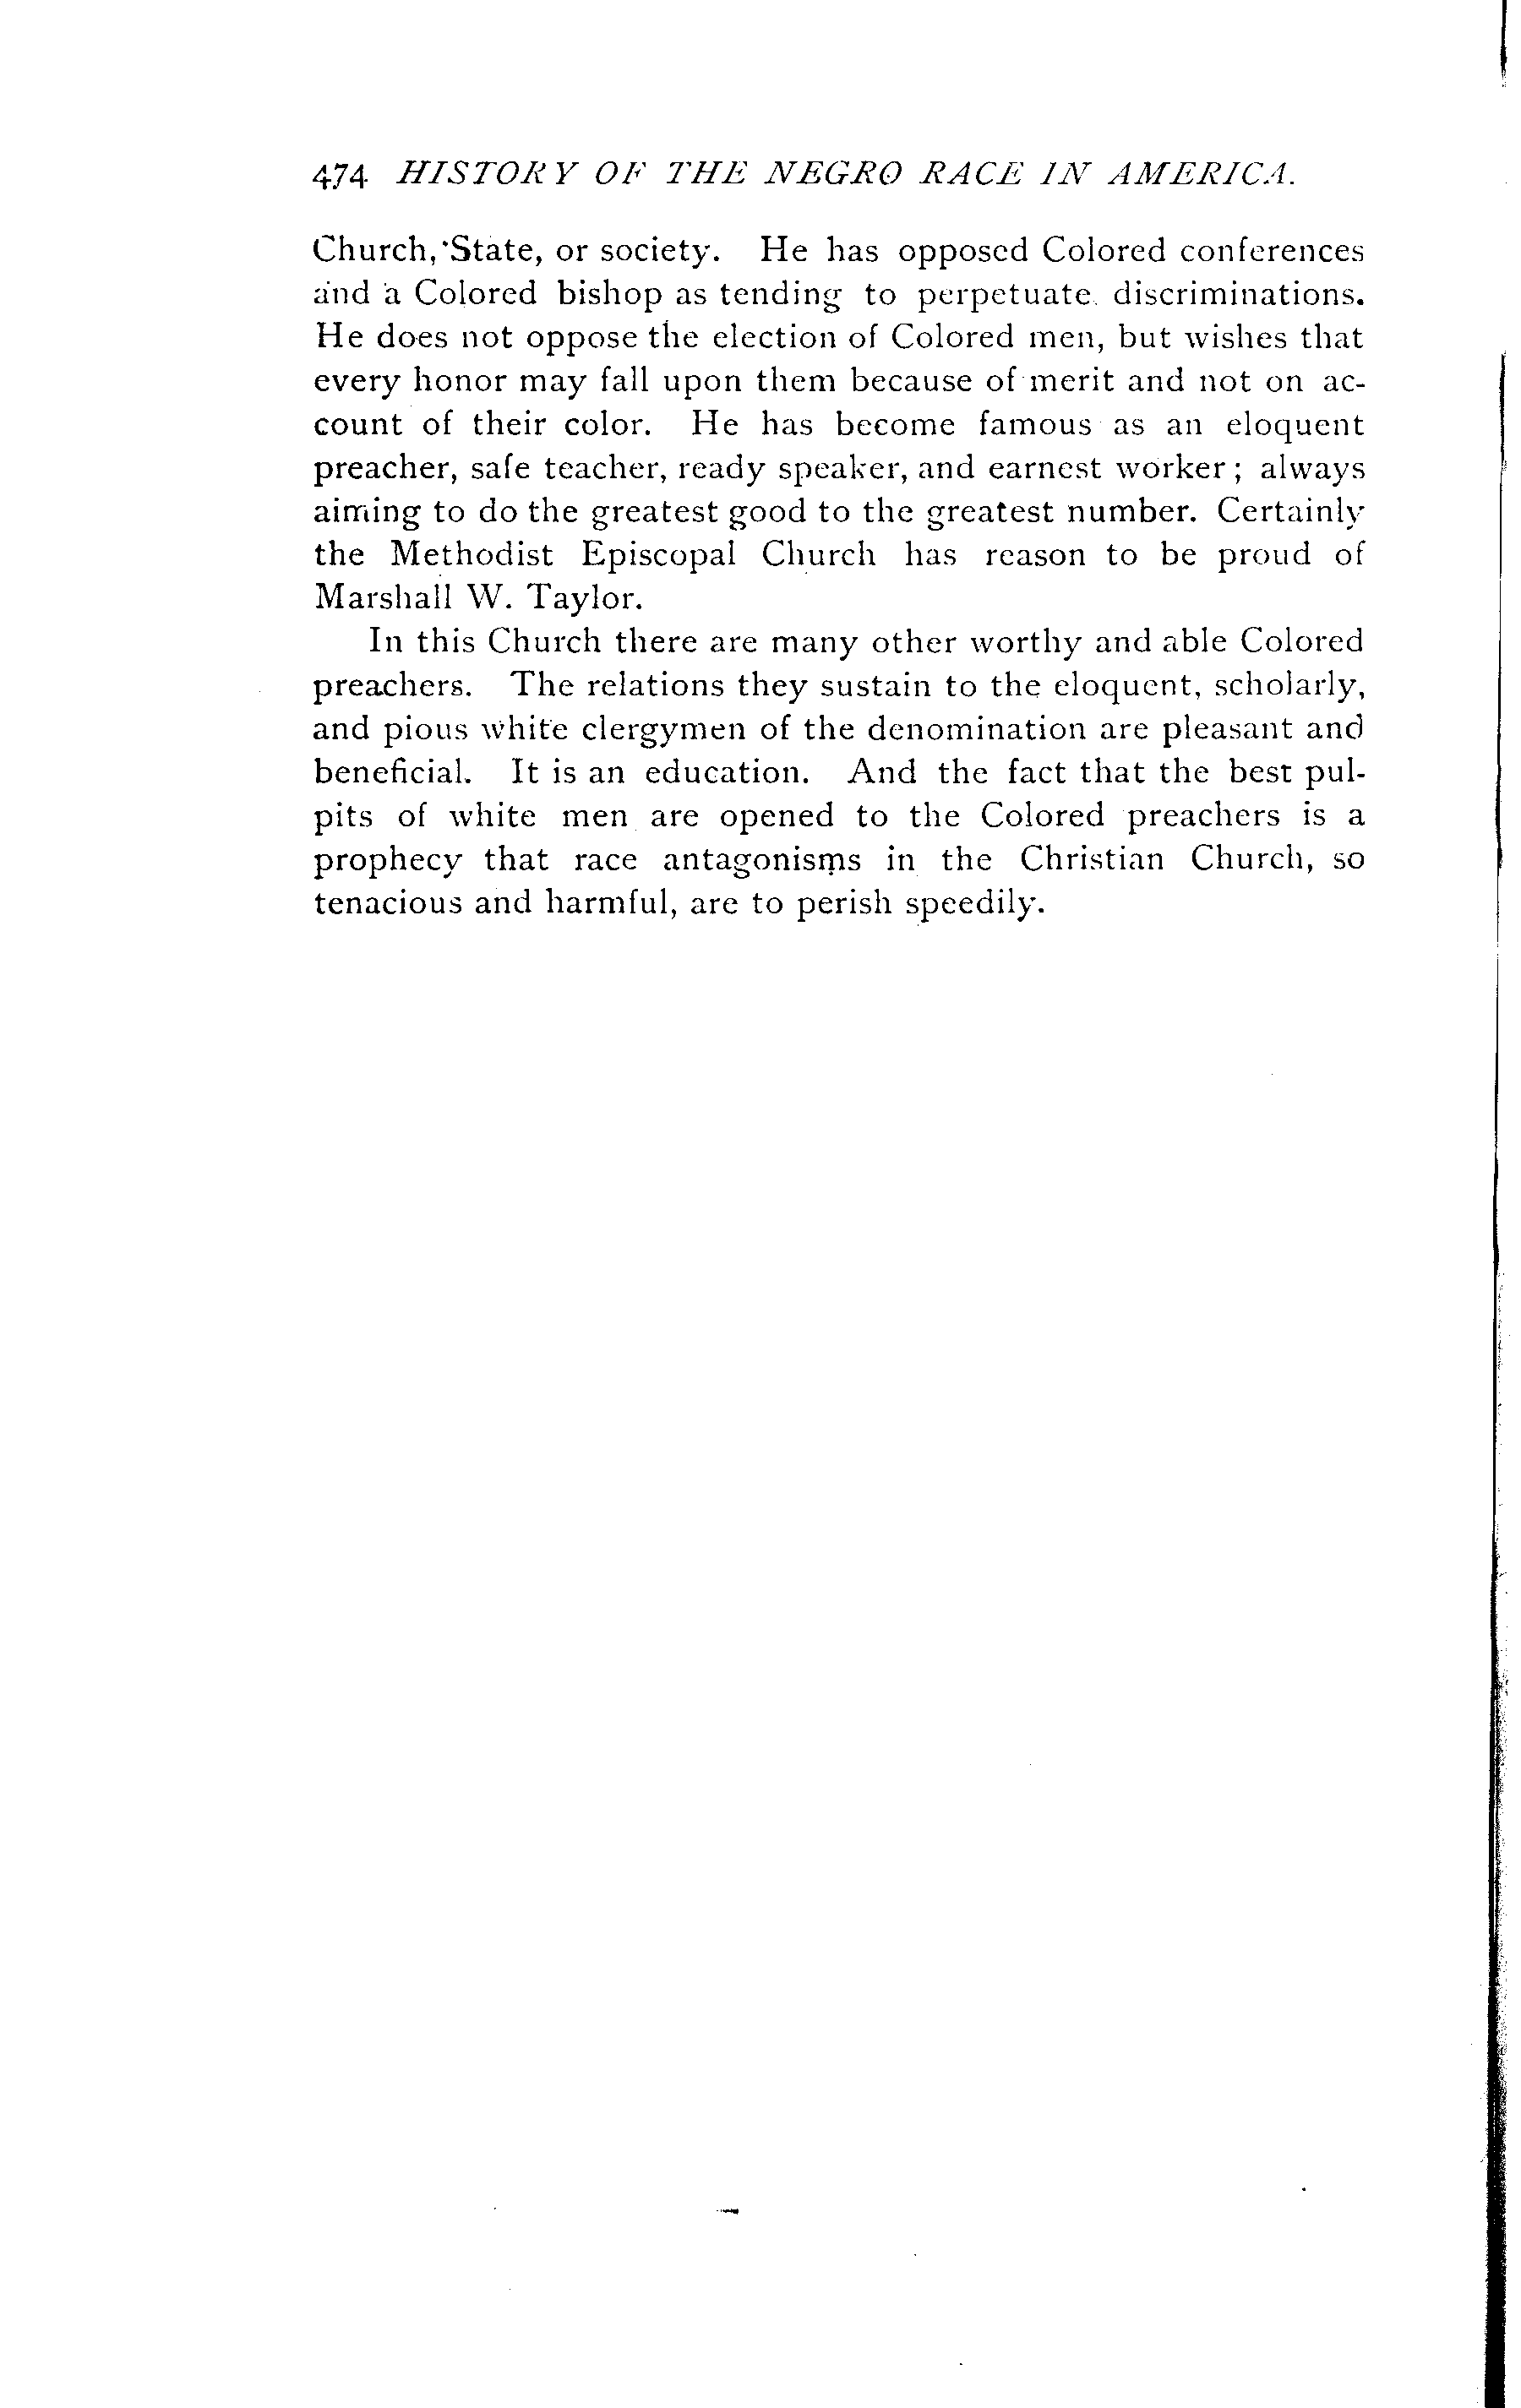 474 HISTORY OF THE NEGRO RACE IN AMERICA.
Church, State, or society. He has opposed Colored conferences
and a Colored bishop as tending to perpetuate discriminations.
He does not oppose the election of Colored men, but wishes that
every honor may fall upon them because of merit and not on ac-
count of their color. He has become famous as an eloquent
preacher, safe teacher, ready speaker, and earnest worker; always
aiming to do the greatest good to the greatest number. Certainly
the Methodist Episcopal Church has reason to be proud of
Marshall W. Taylor.
In this Church there are many other worthy and able Colored
preachers. The relations they sustain to the eloquent, scholarly,
and pious white clergymen of the denomination are pleasant and
beneficial. It is an education. And the fact that the best pul-
pits of white men are opened to the Colored preachers is a
prophecy that race antagonisms in the Christian Church, so
tenacious and harmful, are to perish speedily.